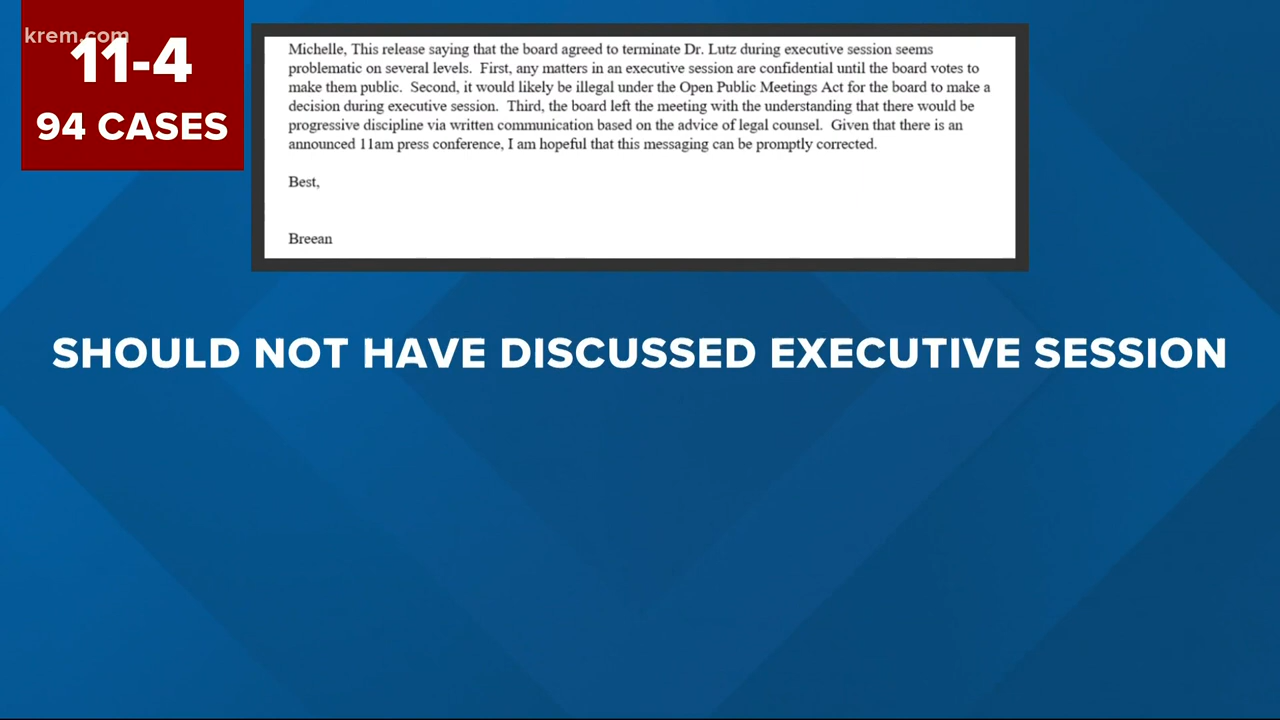 krem.com
11-4
94 CASES
Michelle, This release saying that the board agreed to terminate Dr. Lutz during executive session seems
problematic on several levels.  First, any matters in an executive session are confidential until the board votes to
make them public.  Second, it would likely be illegal under the Open Public Meetings Act for the board to make a
decision during executive session.  Third, the board left the meeting with the understanding that there would be
progressive discipline via written communication based on the advice of legal counsel.  Given that there is an
announced 11am press conference, I am hopeful that this messaging can be promptly corrected.
Best,
Breean
SHOULD NOT HAVE DISCUSSED EXECUTIVE SESSION